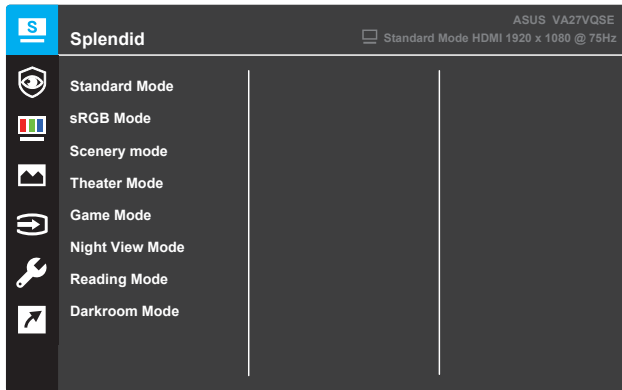 S
ASUS VA27VQSE
Splendid
Standard Mode HDMI 1920 x 1080 @ 75Hz
Standard Mode
sRGB Mode
Scenery mode
Theater Mode
Game Mode
Night View Mode
Reading Mode
Darkroom Mode